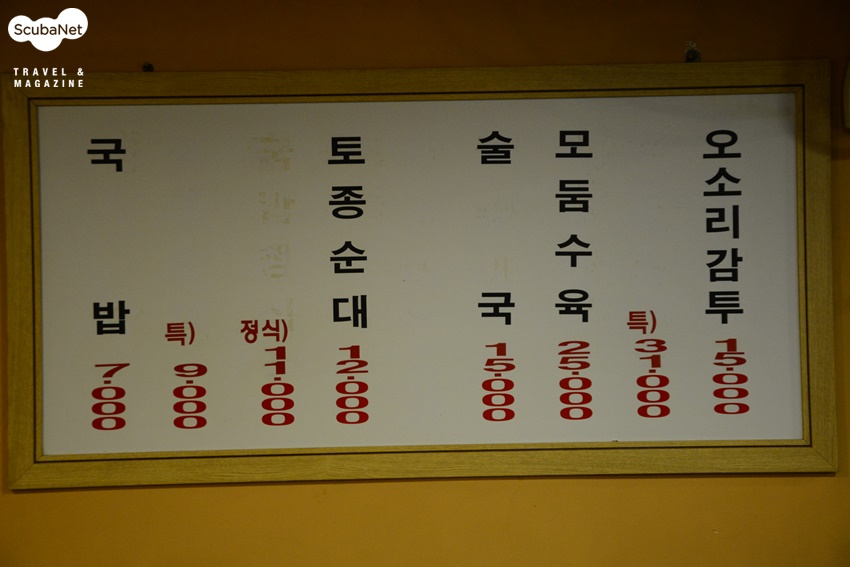 ScubaNet
TRAVEL &
MAGAZINE
국밥 7.000
특) 9.000
정식) 11.000
토종순대 12.000
술국 15.000
모둠수육 25.000
특) 31.000
오소리감투 15.000